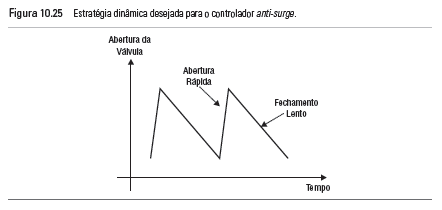 Figura 10.25 Estratégia dinâmica desejada para o controlador anti-surge.
Abertura da
Válvula
Abertura
Rápida
Fechamento
Lento
Tempo